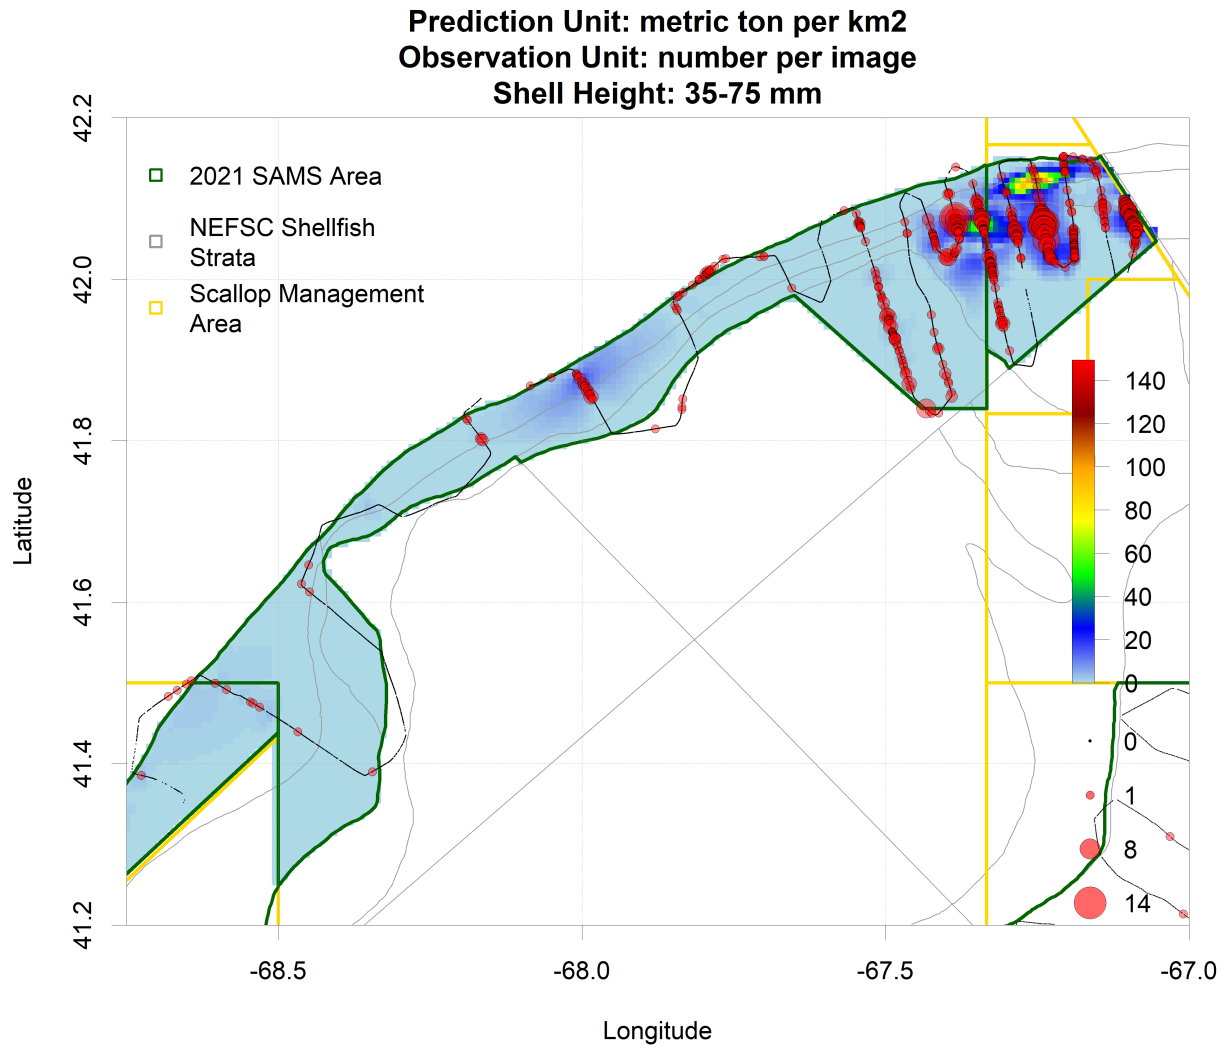 Prediction Unit: metric ton per km2
Observation Unit: number per image
Shell Height: 35-75 mm
2021 SAMS Area
NEFSC Shellfish
Strata
Scallop Management
Area
Latitude
42.2
42.0
41.8
41.6
41.4
41.2
140
120
100
80
60
40
20
0
0
1
8
14
-68.5
-68.0
-67.5
-67.0
Longitude